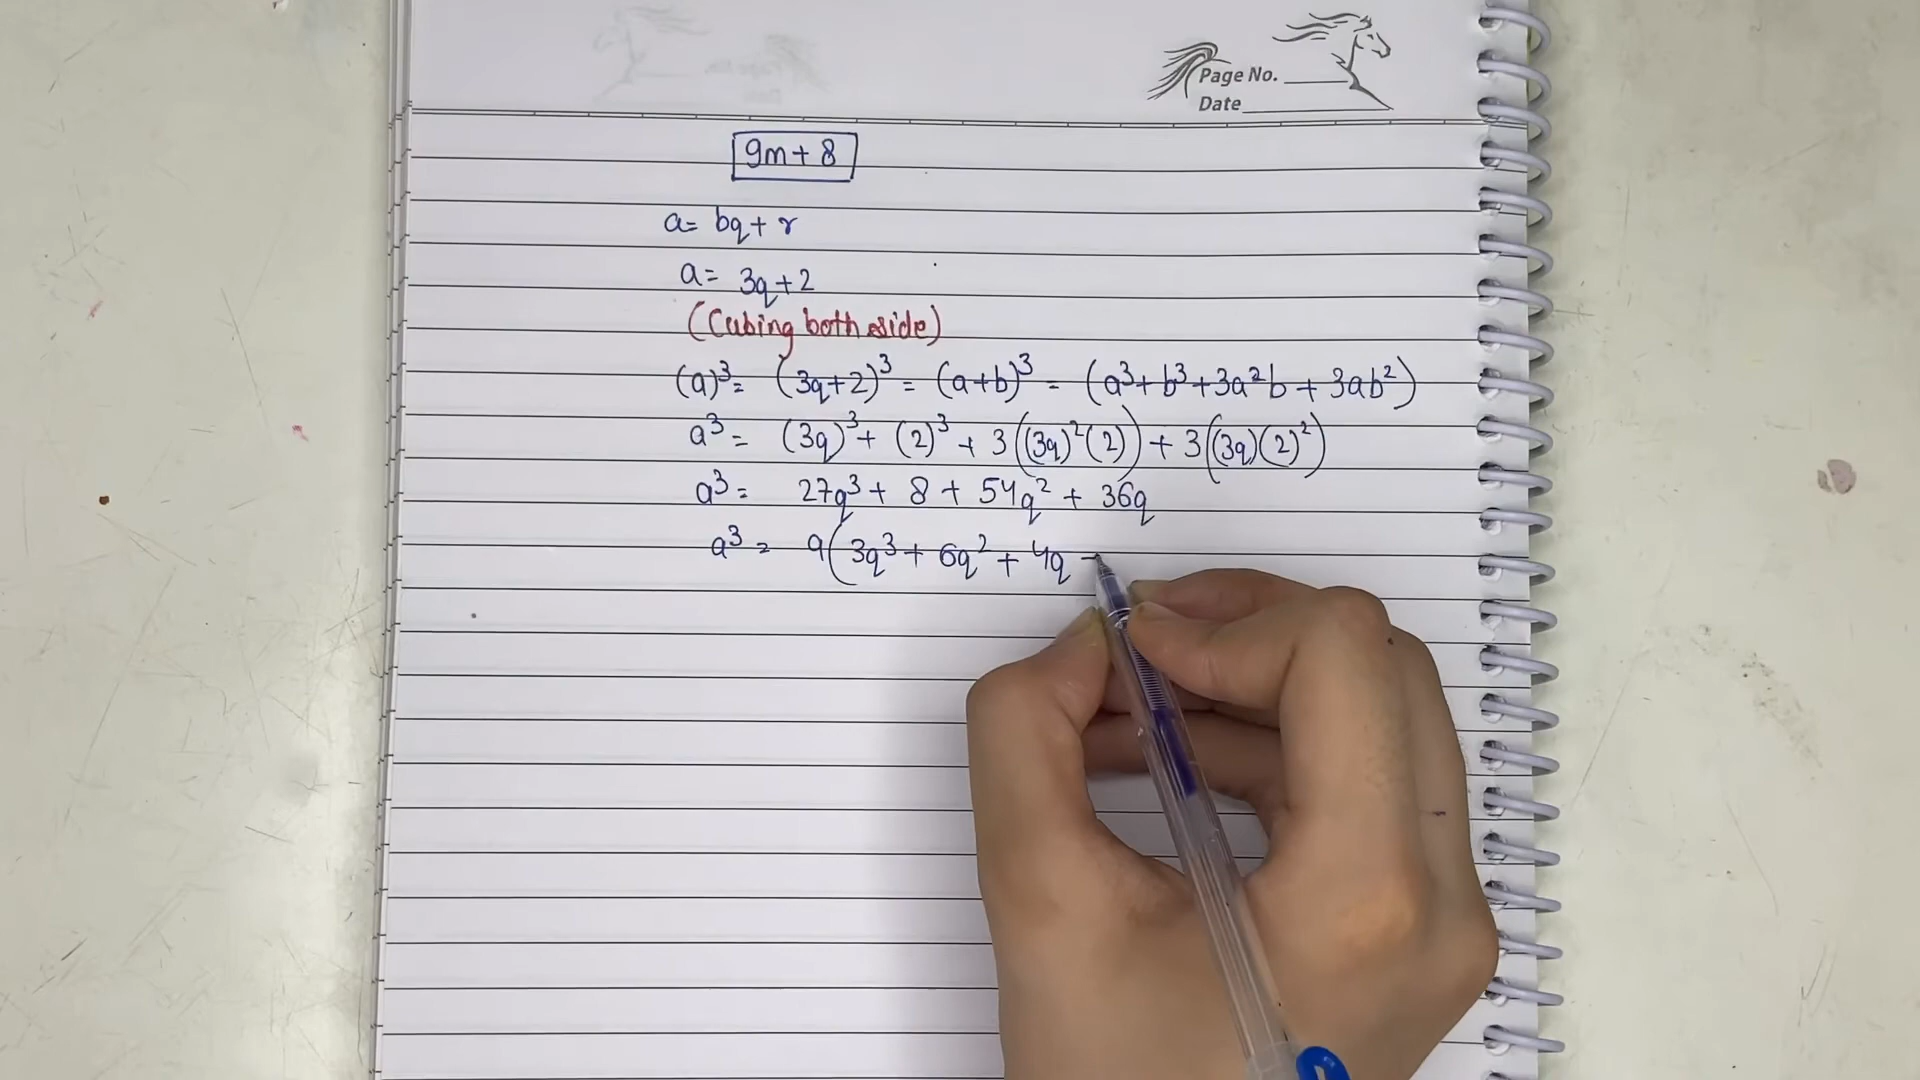 Page No.
Date
9m + 8
a = bq + r
a = 3q + 2
(Cubing both side)
(a)³ = (3q+2)³ = (a+b)³ = (a³ + b³ + 3a²b + 3ab²)
a³ = (3q)³ + (2)³ + 3((3q)²(2)) + 3((3q)(2)²)
a³ = 27q³ + 8 + 54q² + 36q
a³ = 9(3q³ + 6q² + 4q